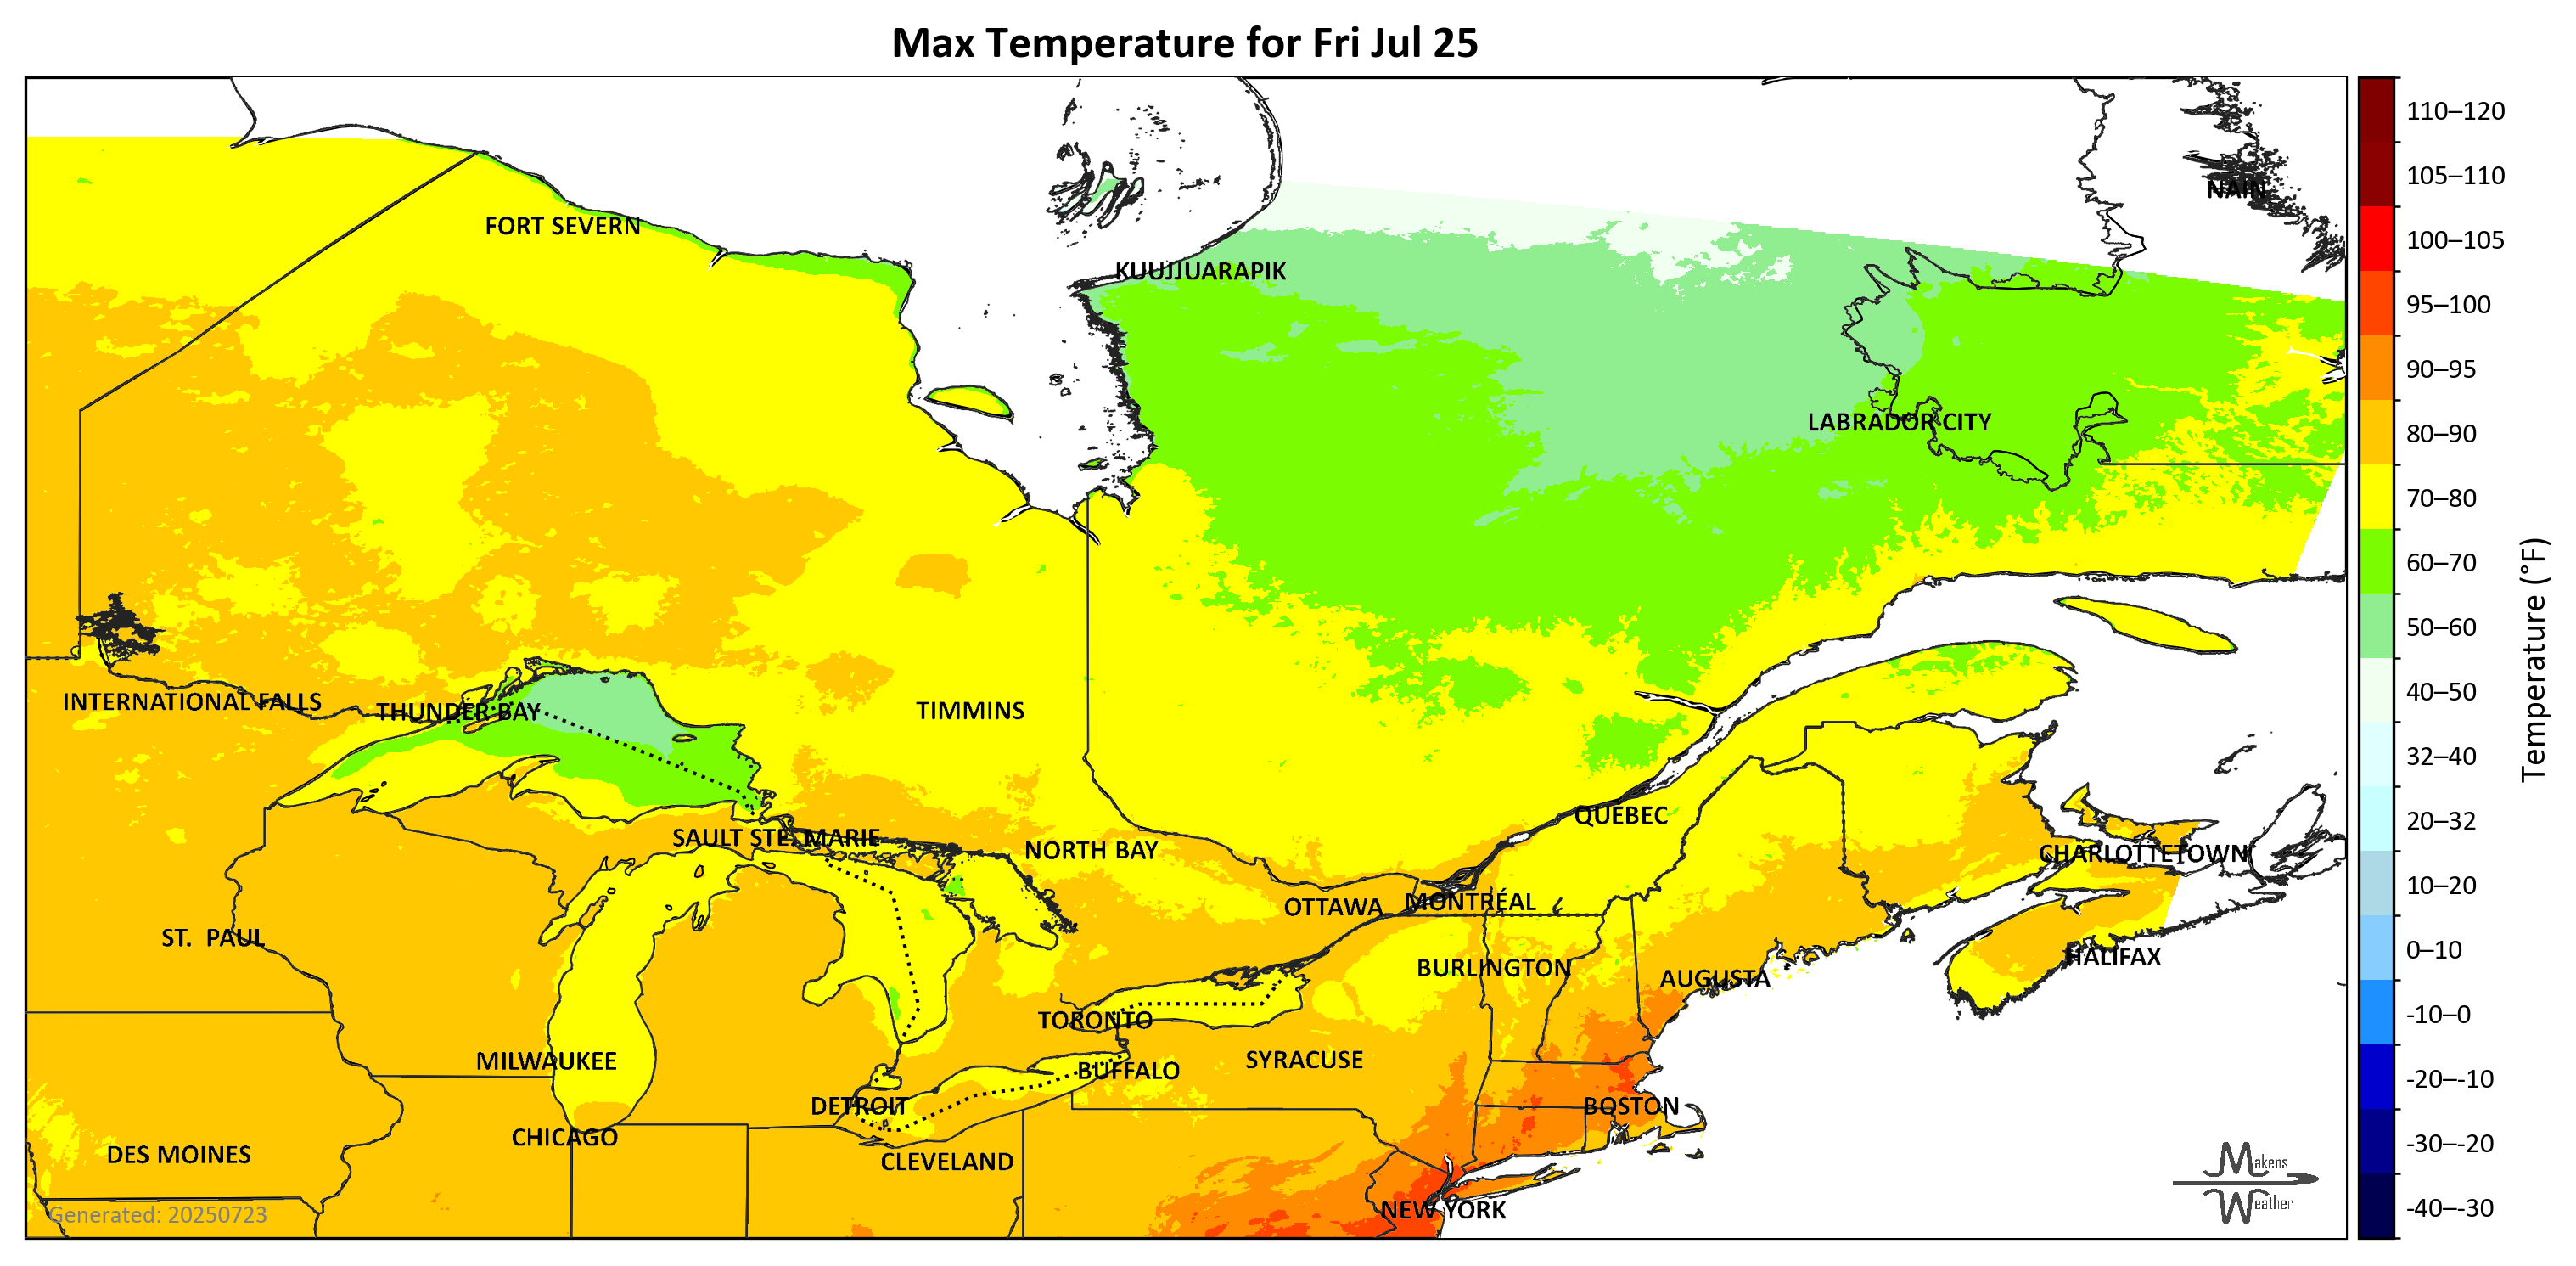 Max Temperature for Fri Jul 25
NAIN
FORT SEVERN
KUUJJUARAPIK
LABRADOR CITY
INTERNATIONAL FALLS
THUNDER BAY
TIMMINS
QUÉBEC
SAULT STE. MARIE
NORTH BAY
CHARLOTTETOWN
OTTAWA
MONTRÉAL
ST. PAUL
HALIFAX
BURLINGTON
AUGUSTA
TORONTO
MILWAUKEE
SYRACUSE
BUFFALO
DETROIT
BOSTON
CHICAGO
DES MOINES
CLEVELAND
NEW YORK
Generated: 20250723
Makens
Weather
110–120
105–110
100–105
95–100
90–95
80–90
70–80
60–70
50–60
40–50
32–40
20–32
10–20
0–10
-10–0
-20–-10
-30–-20
-40–-30
Temperature (°F)